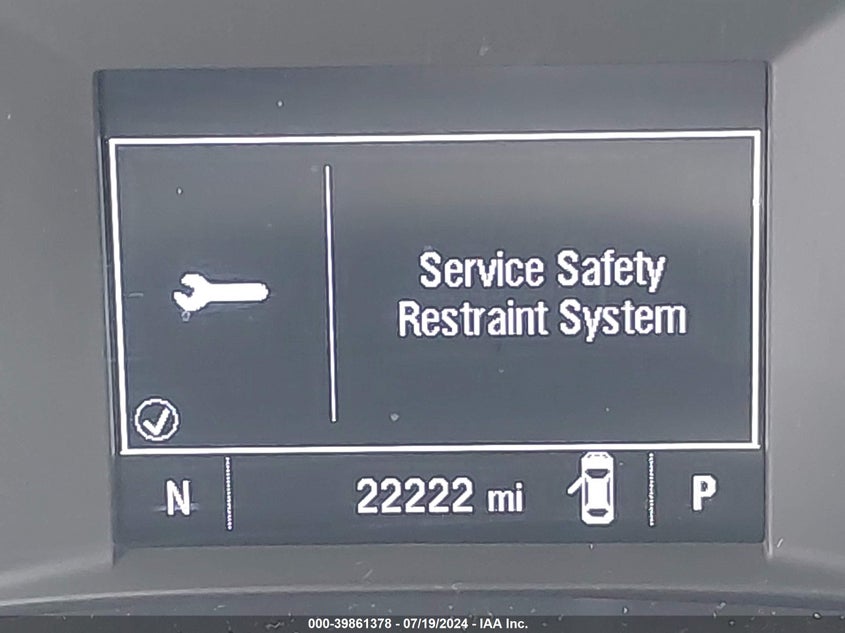 Service Safety
Restraint System
N 22222 mi P
000-39861378 - 07/19/2024 - IAA Inc.